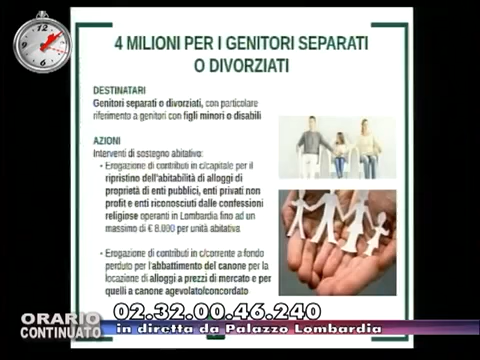 4 MILIONI PER I GENITORI SEPARATI
O DIVORZIATI
DESTINATARI
Genitori separati o divorziati, con particolare
riferimento a genitori con figli minori o disabili
AZIONI
Interventi di sostegno abitativo:
• Erogazione di contributi in c/capitale per il
ripristino dell'abitabilità di alloggi di
proprietà di enti pubblici, enti privati non
profit e enti riconosciuti dalle confessioni
religiose operanti in Lombardia fino ad un
massimo di € 8.000 per unità abitativa
• Erogazione di contributi in c/corrente a fondo
perduto per l'abbattimento del canone per la
locazione di alloggi a prezzi di mercato e per
quelli a canone agevolato/concordato
02.32.00.46.240
ORARIO
CONTINUATO
in diretta da Palazzo Lombardia